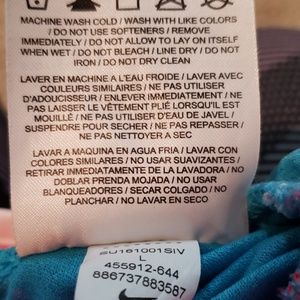 MACHINE WASH COLD / WASH WITH LIKE COLORS
/ DO NOT USE SOFTENERS / REMOVE
IMMEDIATELY / DO NOT ALLOW TO LAY ON ITSELF
WHEN WET / DO NOT BLEACH / LINE DRY / DO NOT
IRON / DO NOT DRY CLEAN
LAVER EN MACHINE A L'EAU FROIDE / AVEC
COULEURS SIMILAIRES / NE PAS UTILISER
D'ADOUCISSEUR / ENLEVER IMMÉDIATEMENT / NE
PAS LAISSER LE VÊTEMENT PLIÉ LORSQU'IL EST
MOUILLÉ / NE PAS UTILISER D'EAU DE JAVEL /
SUSPENDRE POUR SECHER / NE PAS REPASSER /
NE PAS NETTOYER A SEC
LAVAR A MAQUINA EN AGUA FRIA / LAVAR CON
COLORES SIMILARES / NO USAR SUAVIZANTES /
RETIRAR INMEDIATAMENTE DE LA LAVADORA / NO
DOBLAR PRENDA MOJADA / NO USAR
BLANQUEADORES / SECAR COLGADO / NO
PLANCHAR / NO LAVAR EN SECO
SU161001SIV
L
455912-644
886737883587